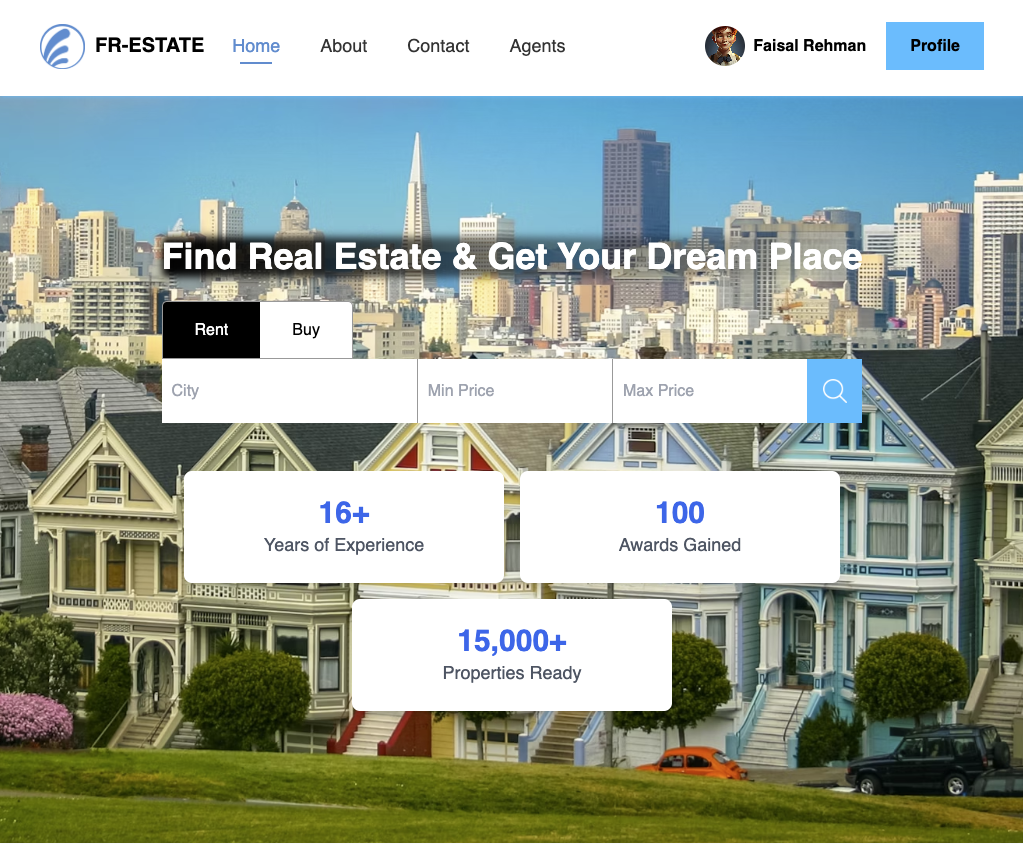 FR-ESTATE Home About Contact Agents Faisal Rehman Profile
Find Real Estate & Get Your Dream Place
Rent Buy
City Min Price Max Price
16+ 100
Years of Experience Awards Gained
15,000+
Properties Ready